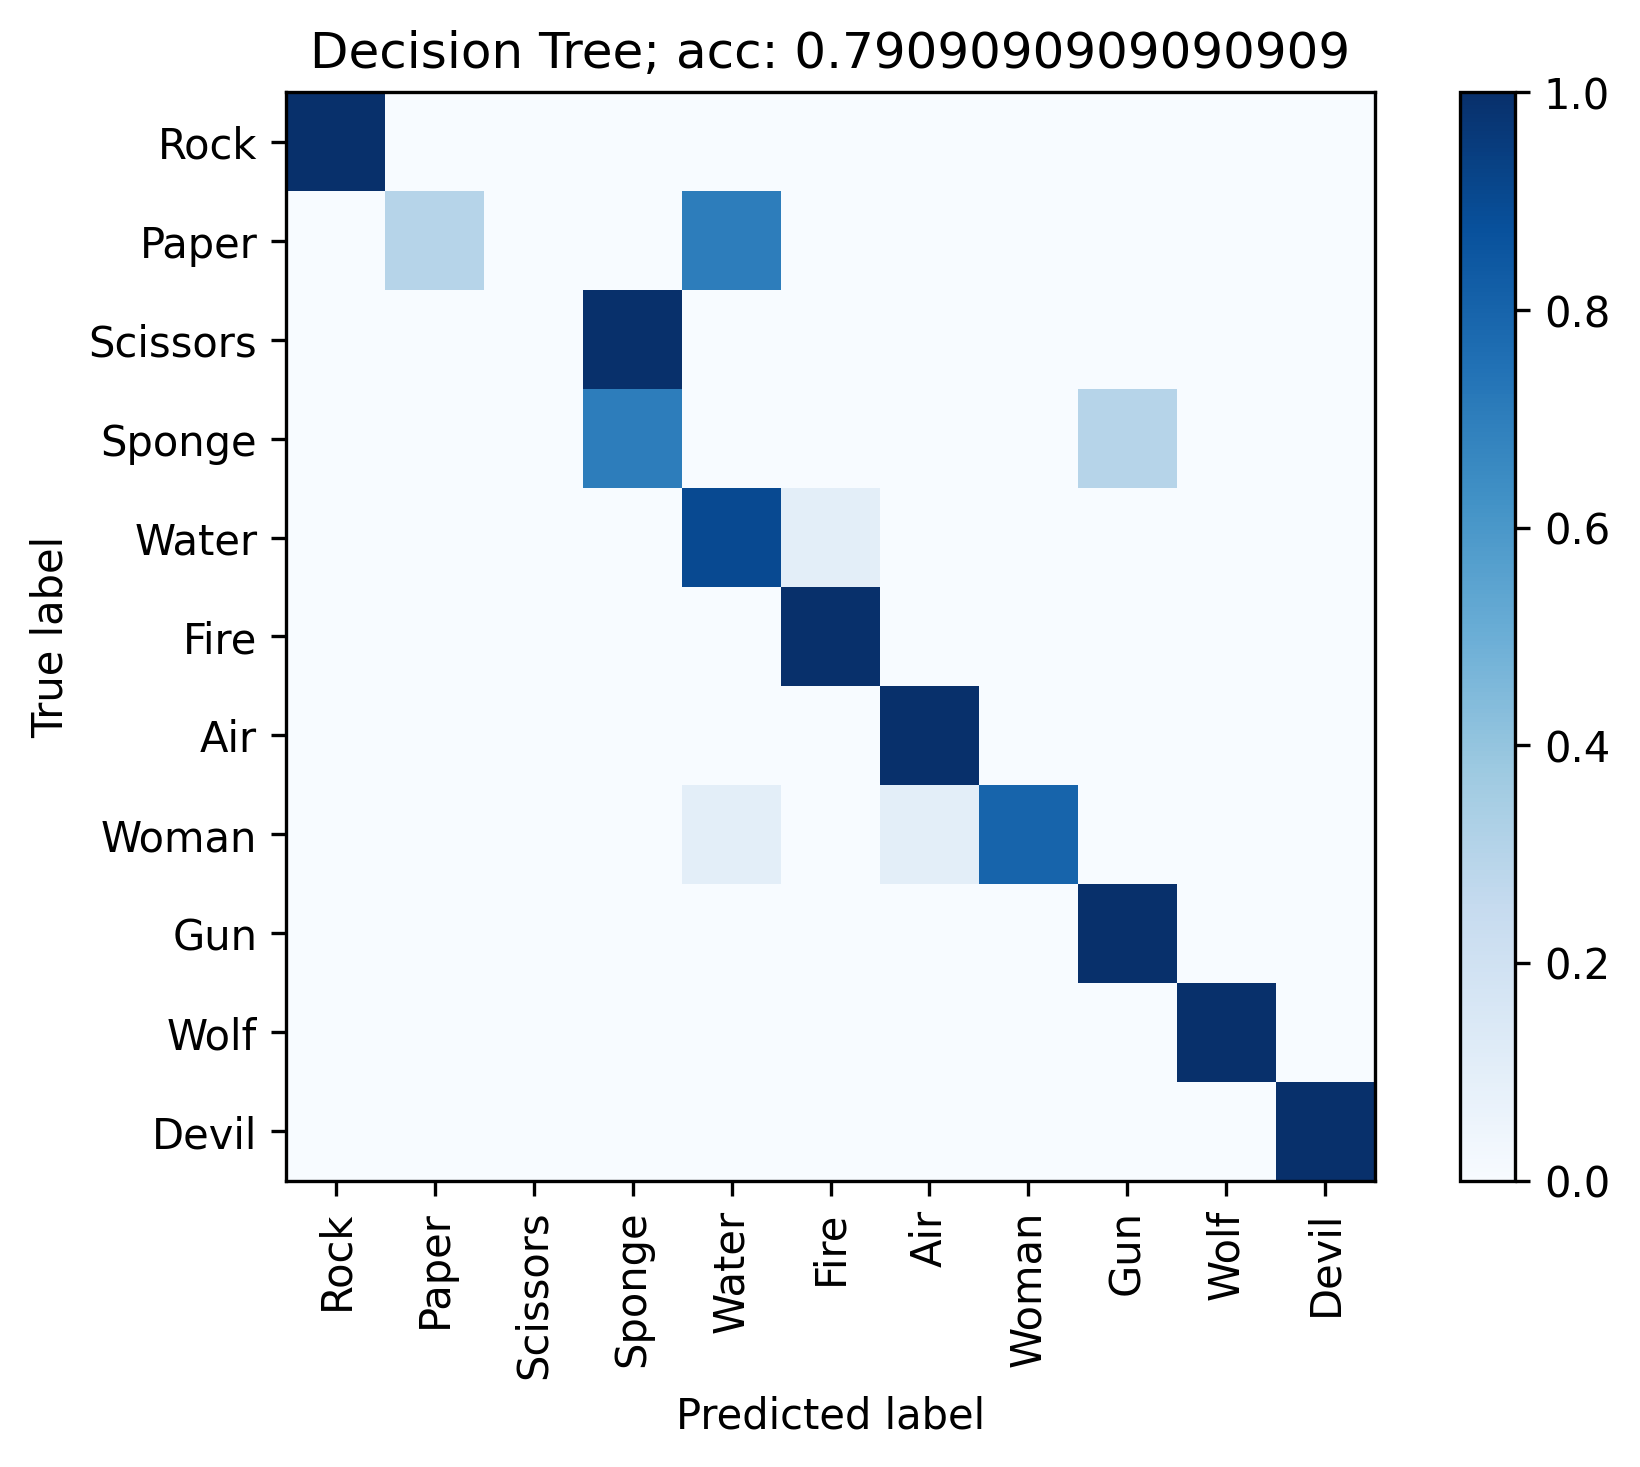 Decision Tree; acc: 0.7909090909090909
True label
Rock
Paper
Scissors
Sponge
Water
Fire
Air
Woman
Gun
Wolf
Devil
Rock
Paper
Scissors
Sponge
Water
Fire
Air
Woman
Gun
Wolf
Devil
Predicted label
1.0
0.8
0.6
0.4
0.2
0.0